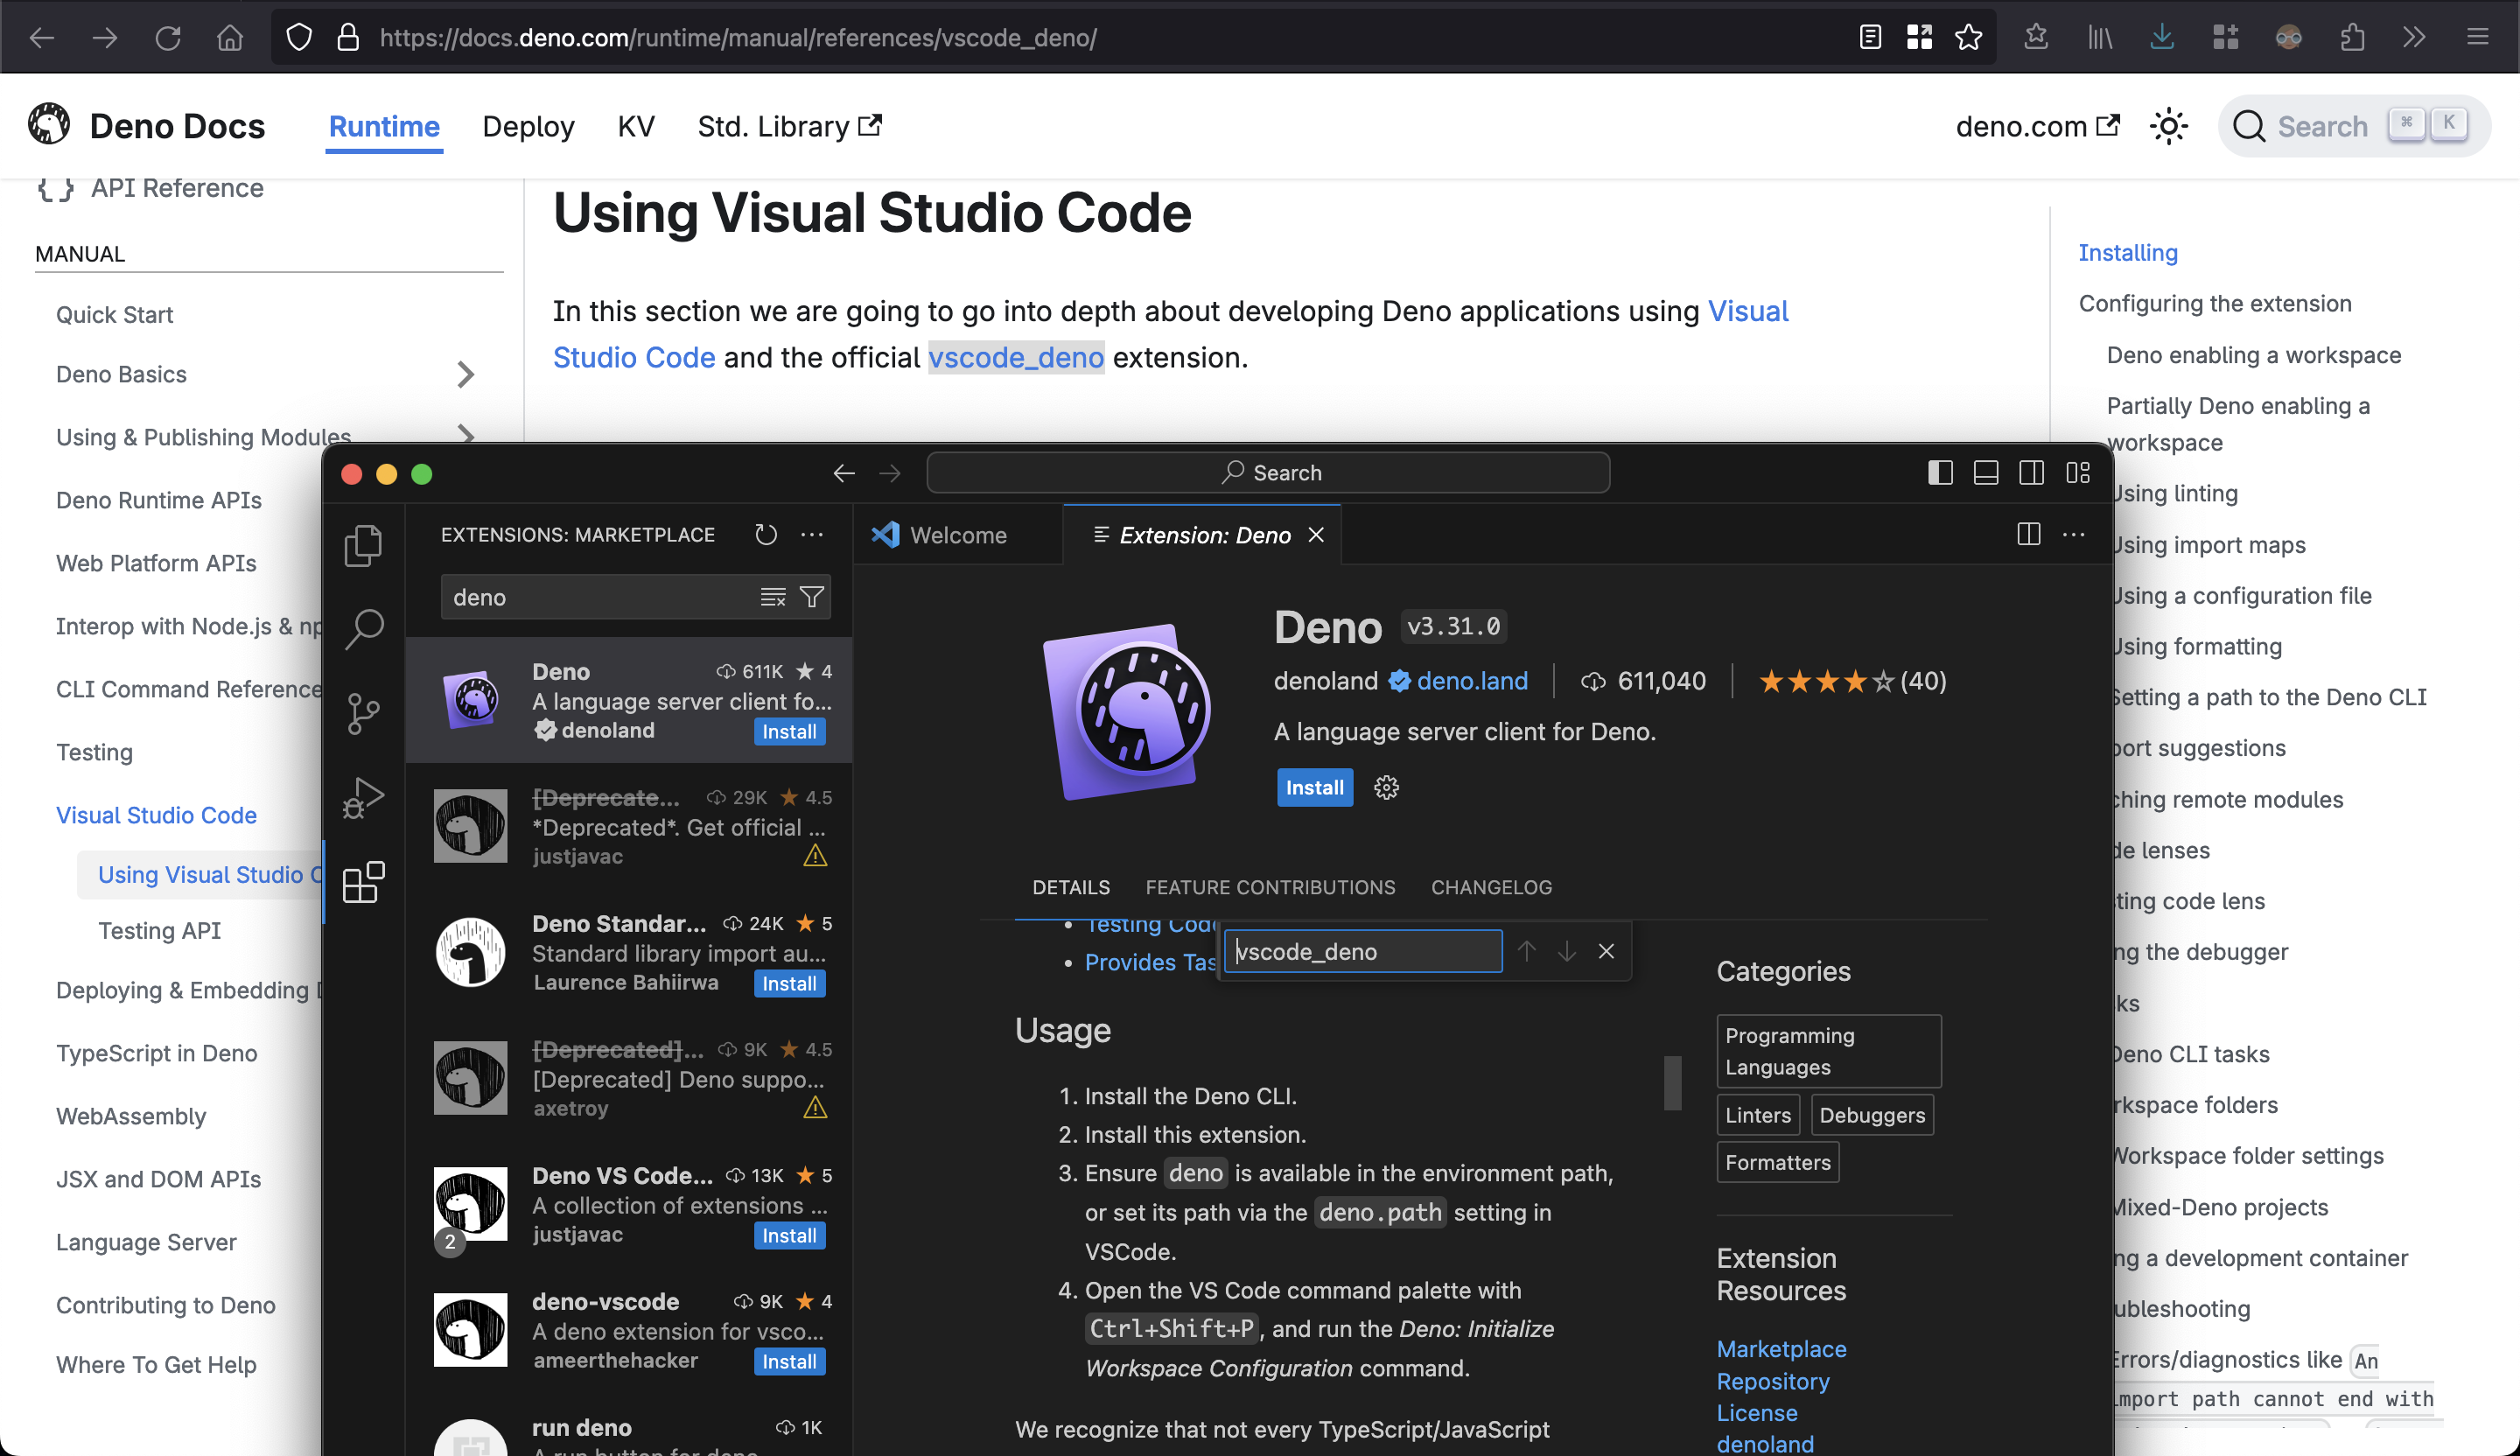 https://docs.deno.com/runtime/manual/references/vscode_deno/
Deno Docs
Runtime
Deploy
KV
Std. Library
deno.com
Search
⌘ K
{ } API Reference
MANUAL
Quick Start
Deno Basics
Using & Publishing Modules
Deno Runtime APIs
Web Platform APIs
Interop with Node.js & np
CLI Command Reference
Testing
Visual Studio Code
Using Visual Studio C
Testing API
Deploying & Embedding D
TypeScript in Deno
WebAssembly
JSX and DOM APIs
Language Server
Contributing to Deno
Where To Get Help
Using Visual Studio Code
In this section we are going to go into depth about developing Deno applications using Visual
Studio Code and the official vscode_deno extension.
Installing
Configuring the extension
Deno enabling a workspace
Partially Deno enabling a
workspace
Using linting
Using import maps
Using a configuration file
Using formatting
Setting a path to the Deno CLI
port suggestions
ching remote modules
de lenses
sting code lens
ng the debugger
ks
Deno CLI tasks
rkspace folders
Workspace folder settings
Mixed-Deno projects
ng a development container
ubleshooting
Errors/diagnostics like An
import path cannot end with
Search
EXTENSIONS: MARKETPLACE
deno
Deno 611K 4
A language server client fo...
denoland Install
[Deprecate... 29K 4.5
*Deprecated*. Get official ...
justjavac
Deno Standar... 24K 5
Standard library import au...
Laurence Bahiirwa Install
[Deprecated]... 9K 4.5
[Deprecated] Deno suppo...
axetroy
Deno VS Code... 13K 5
A collection of extensions ...
justjavac Install
2
deno-vscode 9K 4
A deno extension for vsco...
ameerthehacker Install
run deno 1K
A run button for deno
Welcome
Extension: Deno
Deno v3.31.0
denoland deno.land 611,040 (40)
A language server client for Deno.
Install
DETAILS FEATURE CONTRIBUTIONS CHANGELOG
• Testing Code
• Provides Tas
vscode_deno
Usage
1. Install the Deno CLI.
2. Install this extension.
3. Ensure deno is available in the environment path,
or set its path via the deno.path setting in
VSCode.
4. Open the VS Code command palette with
Ctrl+Shift+P, and run the Deno: Initialize
Workspace Configuration command.
We recognize that not every TypeScript/JavaScript
Categories
Programming
Languages
Linters
Debuggers
Formatters
Extension
Resources
Marketplace
Repository
License
denoland